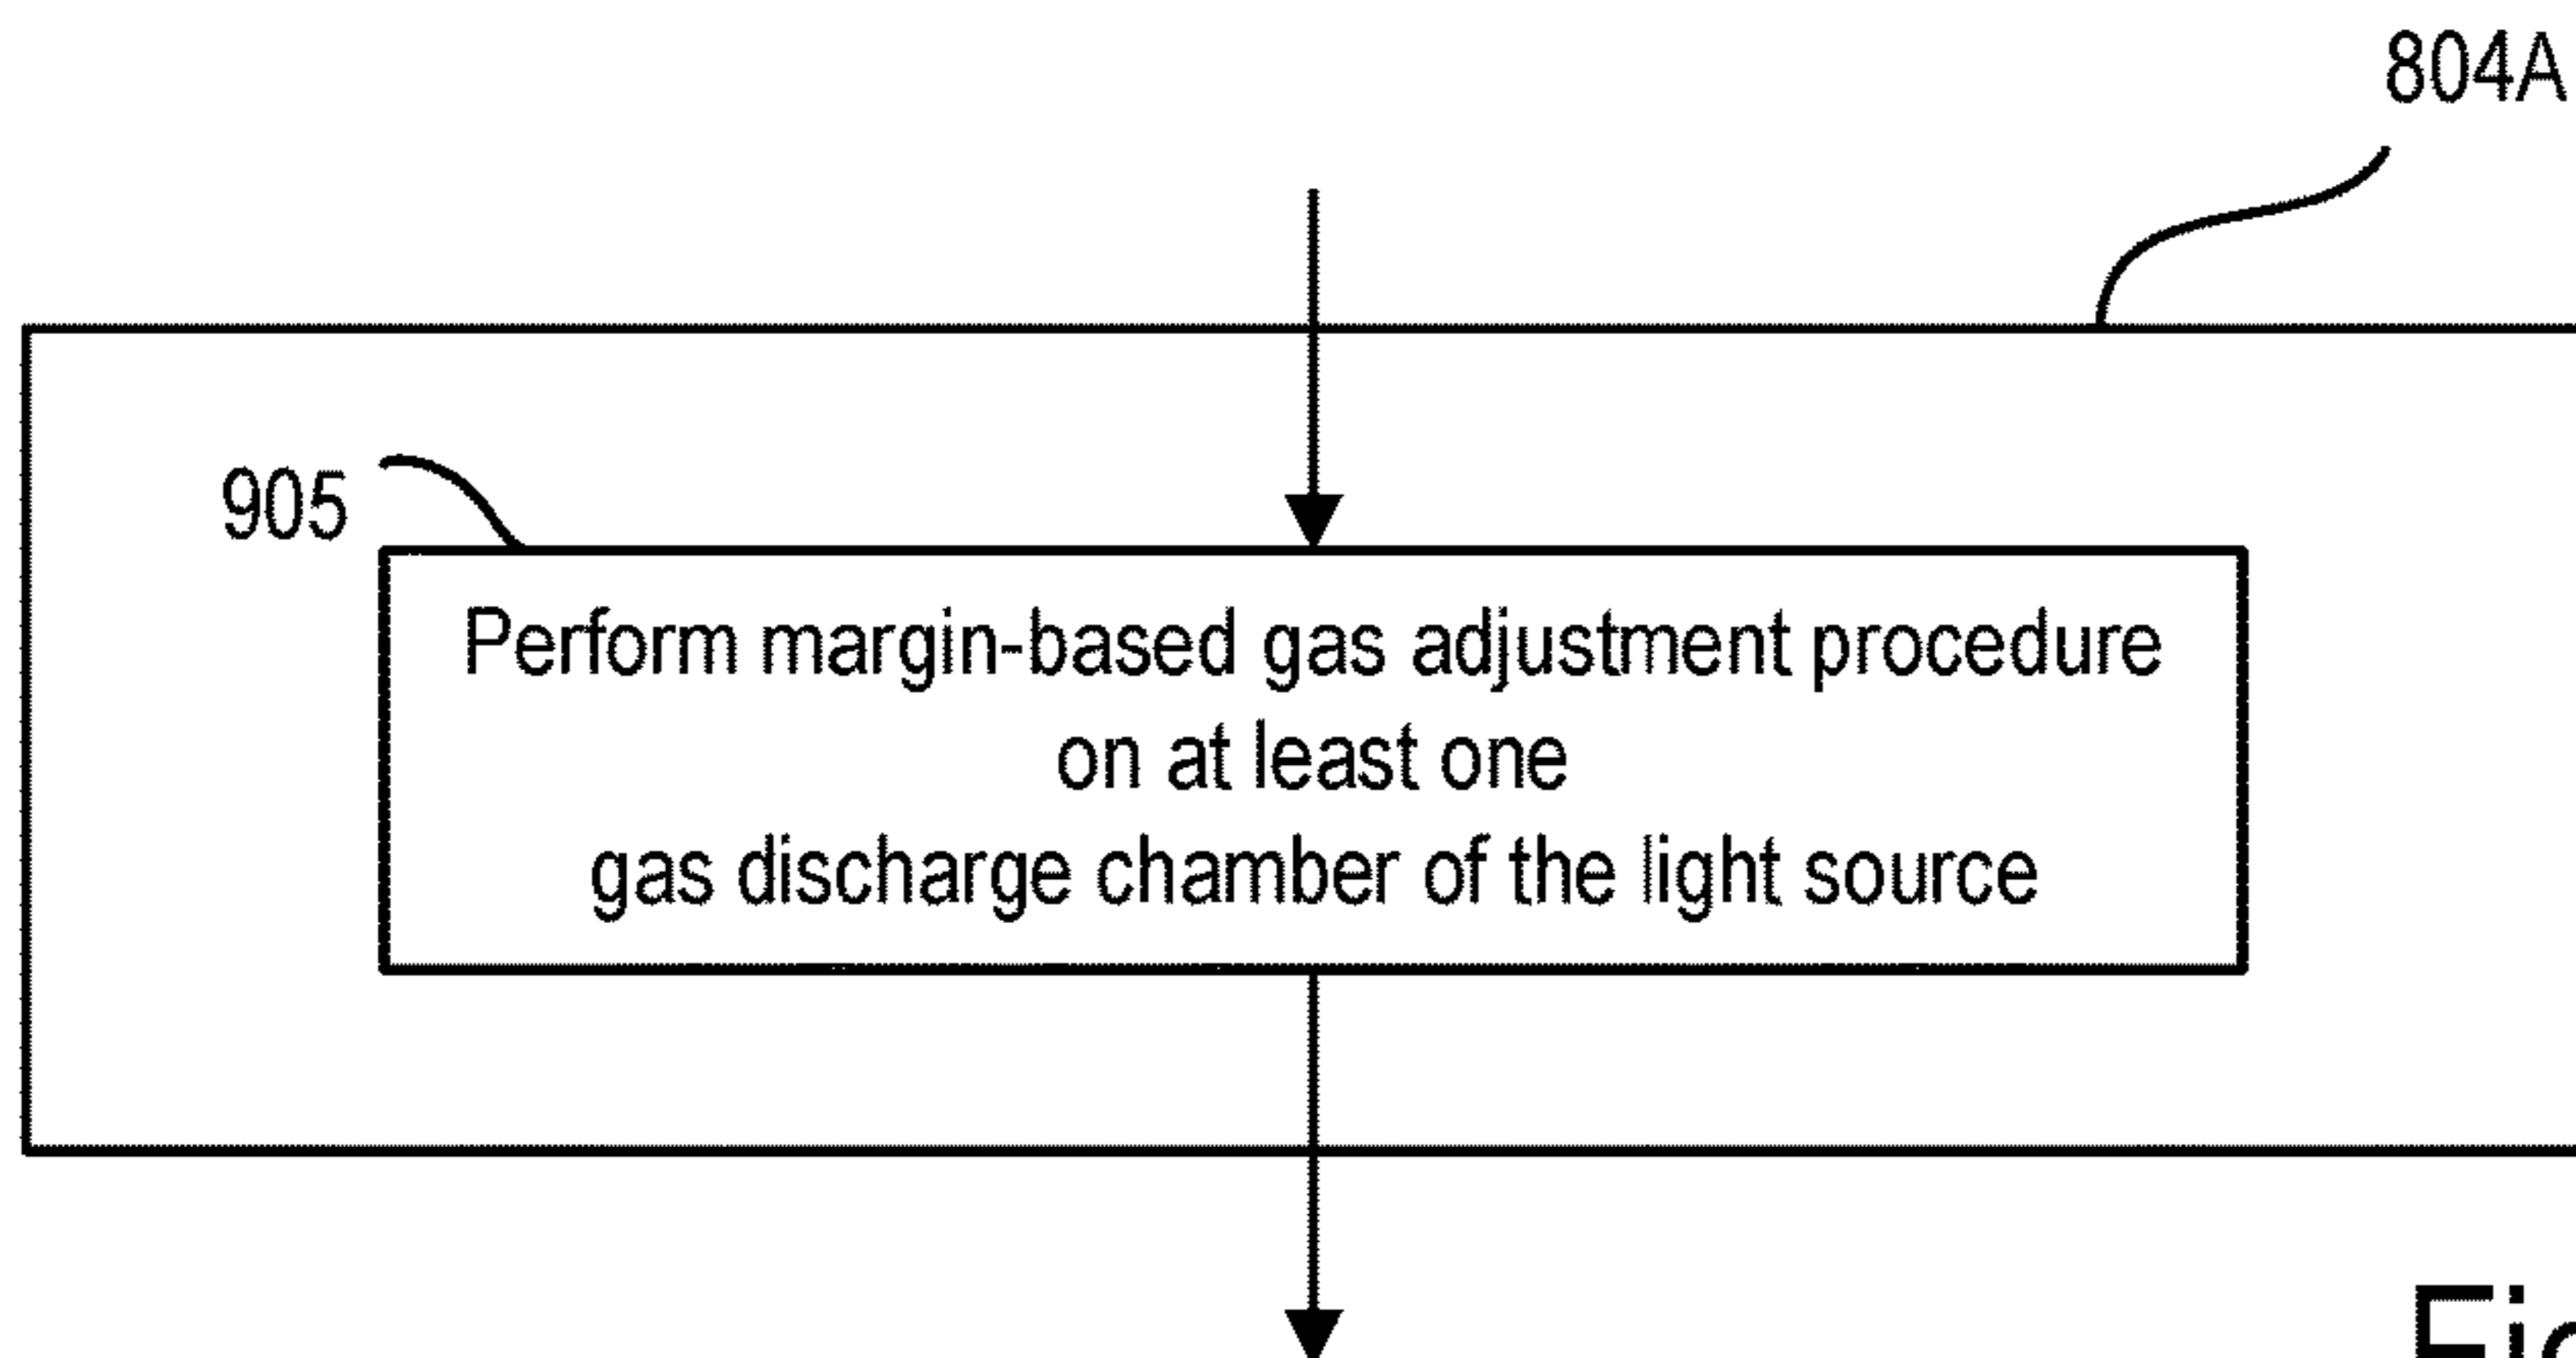 804A
905
Perform margin-based gas adjustment procedure
on at least one
gas discharge chamber of the light source